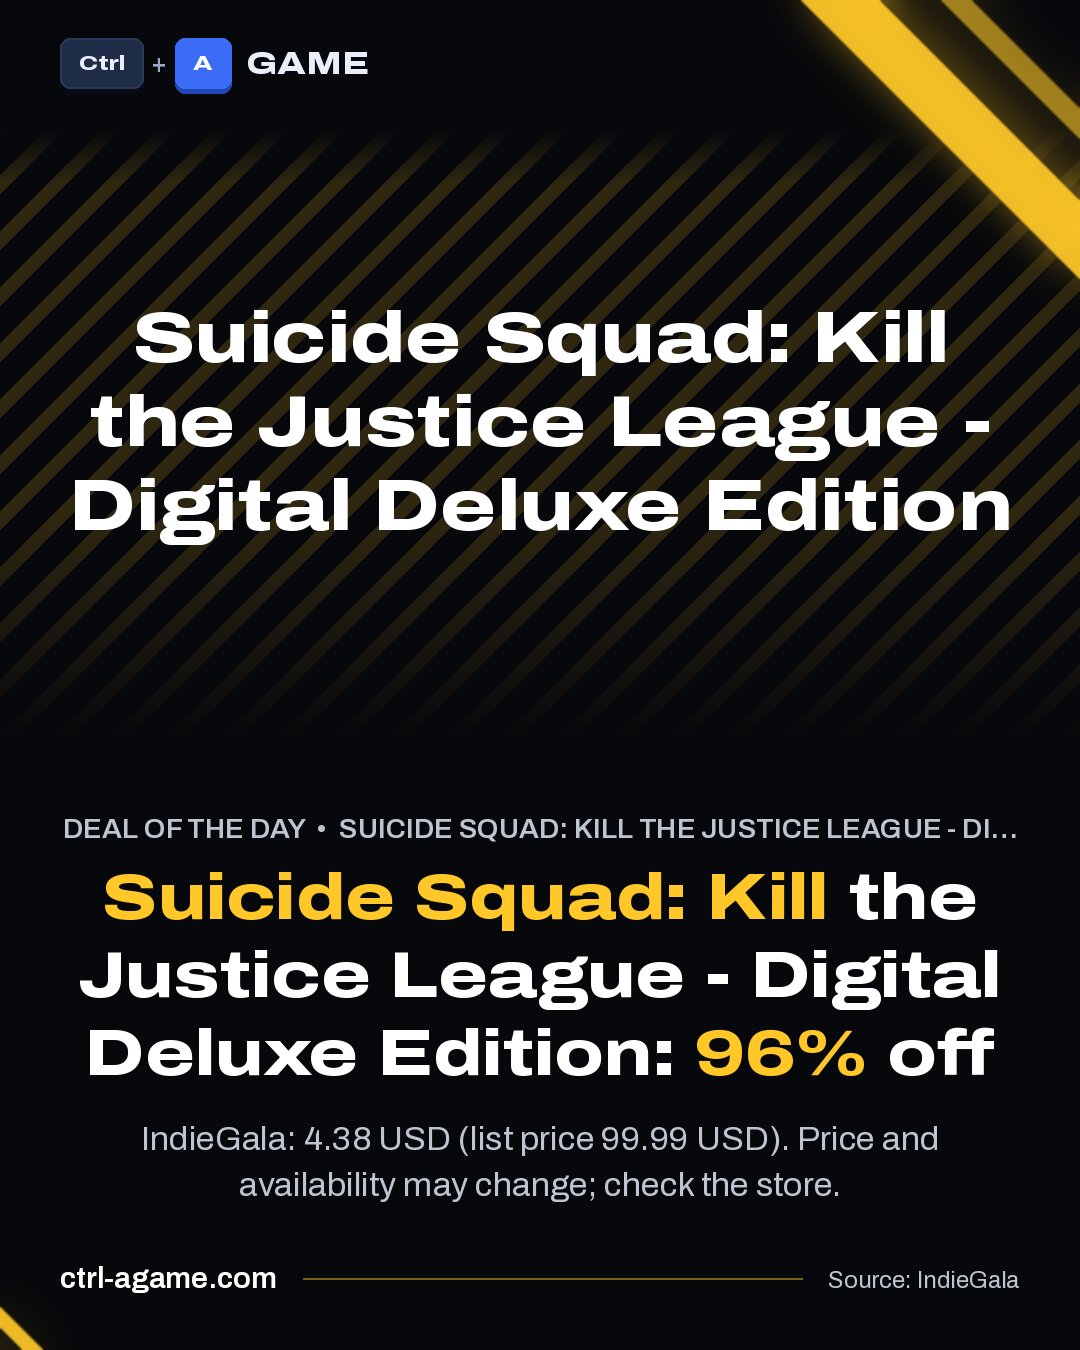 Ctrl + A GAME
Suicide Squad: Kill
the Justice League -
Digital Deluxe Edition
DEAL OF THE DAY • SUICIDE SQUAD: KILL THE JUSTICE LEAGUE - DI...
Suicide Squad: Kill the
Justice League - Digital
Deluxe Edition: 96% off
IndieGala: 4.38 USD (list price 99.99 USD). Price and
availability may change; check the store.
ctrl-agame.com
Source: IndieGala